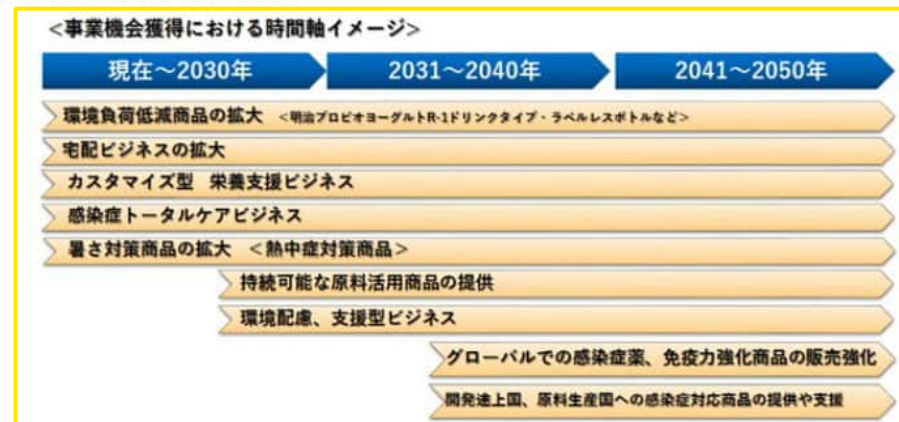 <事業機会獲得における時間軸イメージ>
現在～2030年
2031～2040年
2041～2050年
環境負荷低減商品の拡大 <明治プロビオヨーグルトR-1ドリンクタイプ・ラベルレスボトルなど>
宅配ビジネスの拡大
カスタマイズ型 栄養支援ビジネス
感染症トータルケアビジネス
暑さ対策商品の拡大 <熱中症対策商品>
持続可能な原料活用商品の提供
環境配慮、支援型ビジネス
グローバルでの感染症薬、免疫力強化商品の販売強化
開発途上国、原料生産国への感染症対応商品の提供や支援